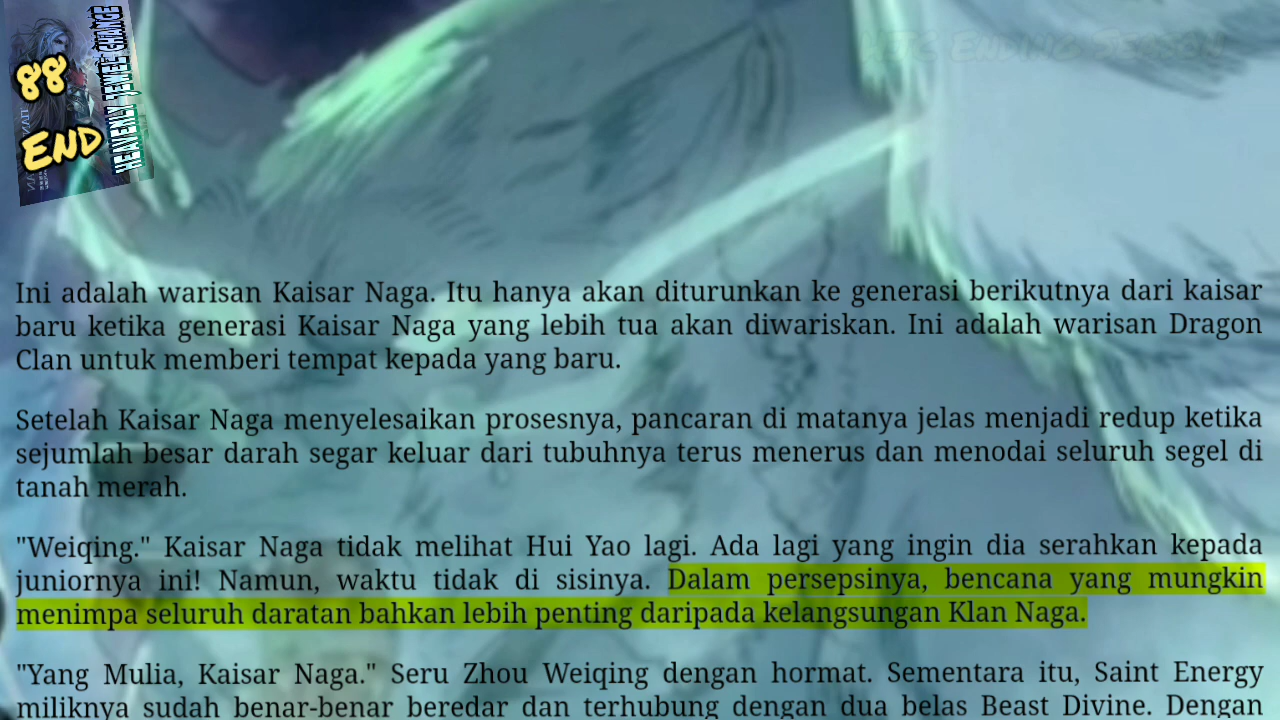 88
END
HEAVENLY JEWEL CHANGE
Ini adalah warisan Kaisar Naga. Itu hanya akan diturunkan ke generasi berikutnya dari kaisar
baru ketika generasi Kaisar Naga yang lebih tua akan diwariskan. Ini adalah warisan Dragon
Clan untuk memberi tempat kepada yang baru.
Setelah Kaisar Naga menyelesaikan prosesnya, pancaran di matanya jelas menjadi redup ketika
sejumlah besar darah segar keluar dari tubuhnya terus menerus dan menodai seluruh segel di
tanah merah.
"Weiqing." Kaisar Naga tidak melihat Hui Yao lagi. Ada lagi yang ingin dia serahkan kepada
juniornya ini! Namun, waktu tidak di sisinya. Dalam persepsinya, bencana yang mungkin
menimpa seluruh daratan bahkan lebih penting daripada kelangsungan Klan Naga.
"Yang Mulia, Kaisar Naga." Seru Zhou Weiqing dengan hormat. Sementara itu, Saint Energy
miliknya sudah benar-benar beredar dan terhubung dengan dua belas Beast Divine. Dengan